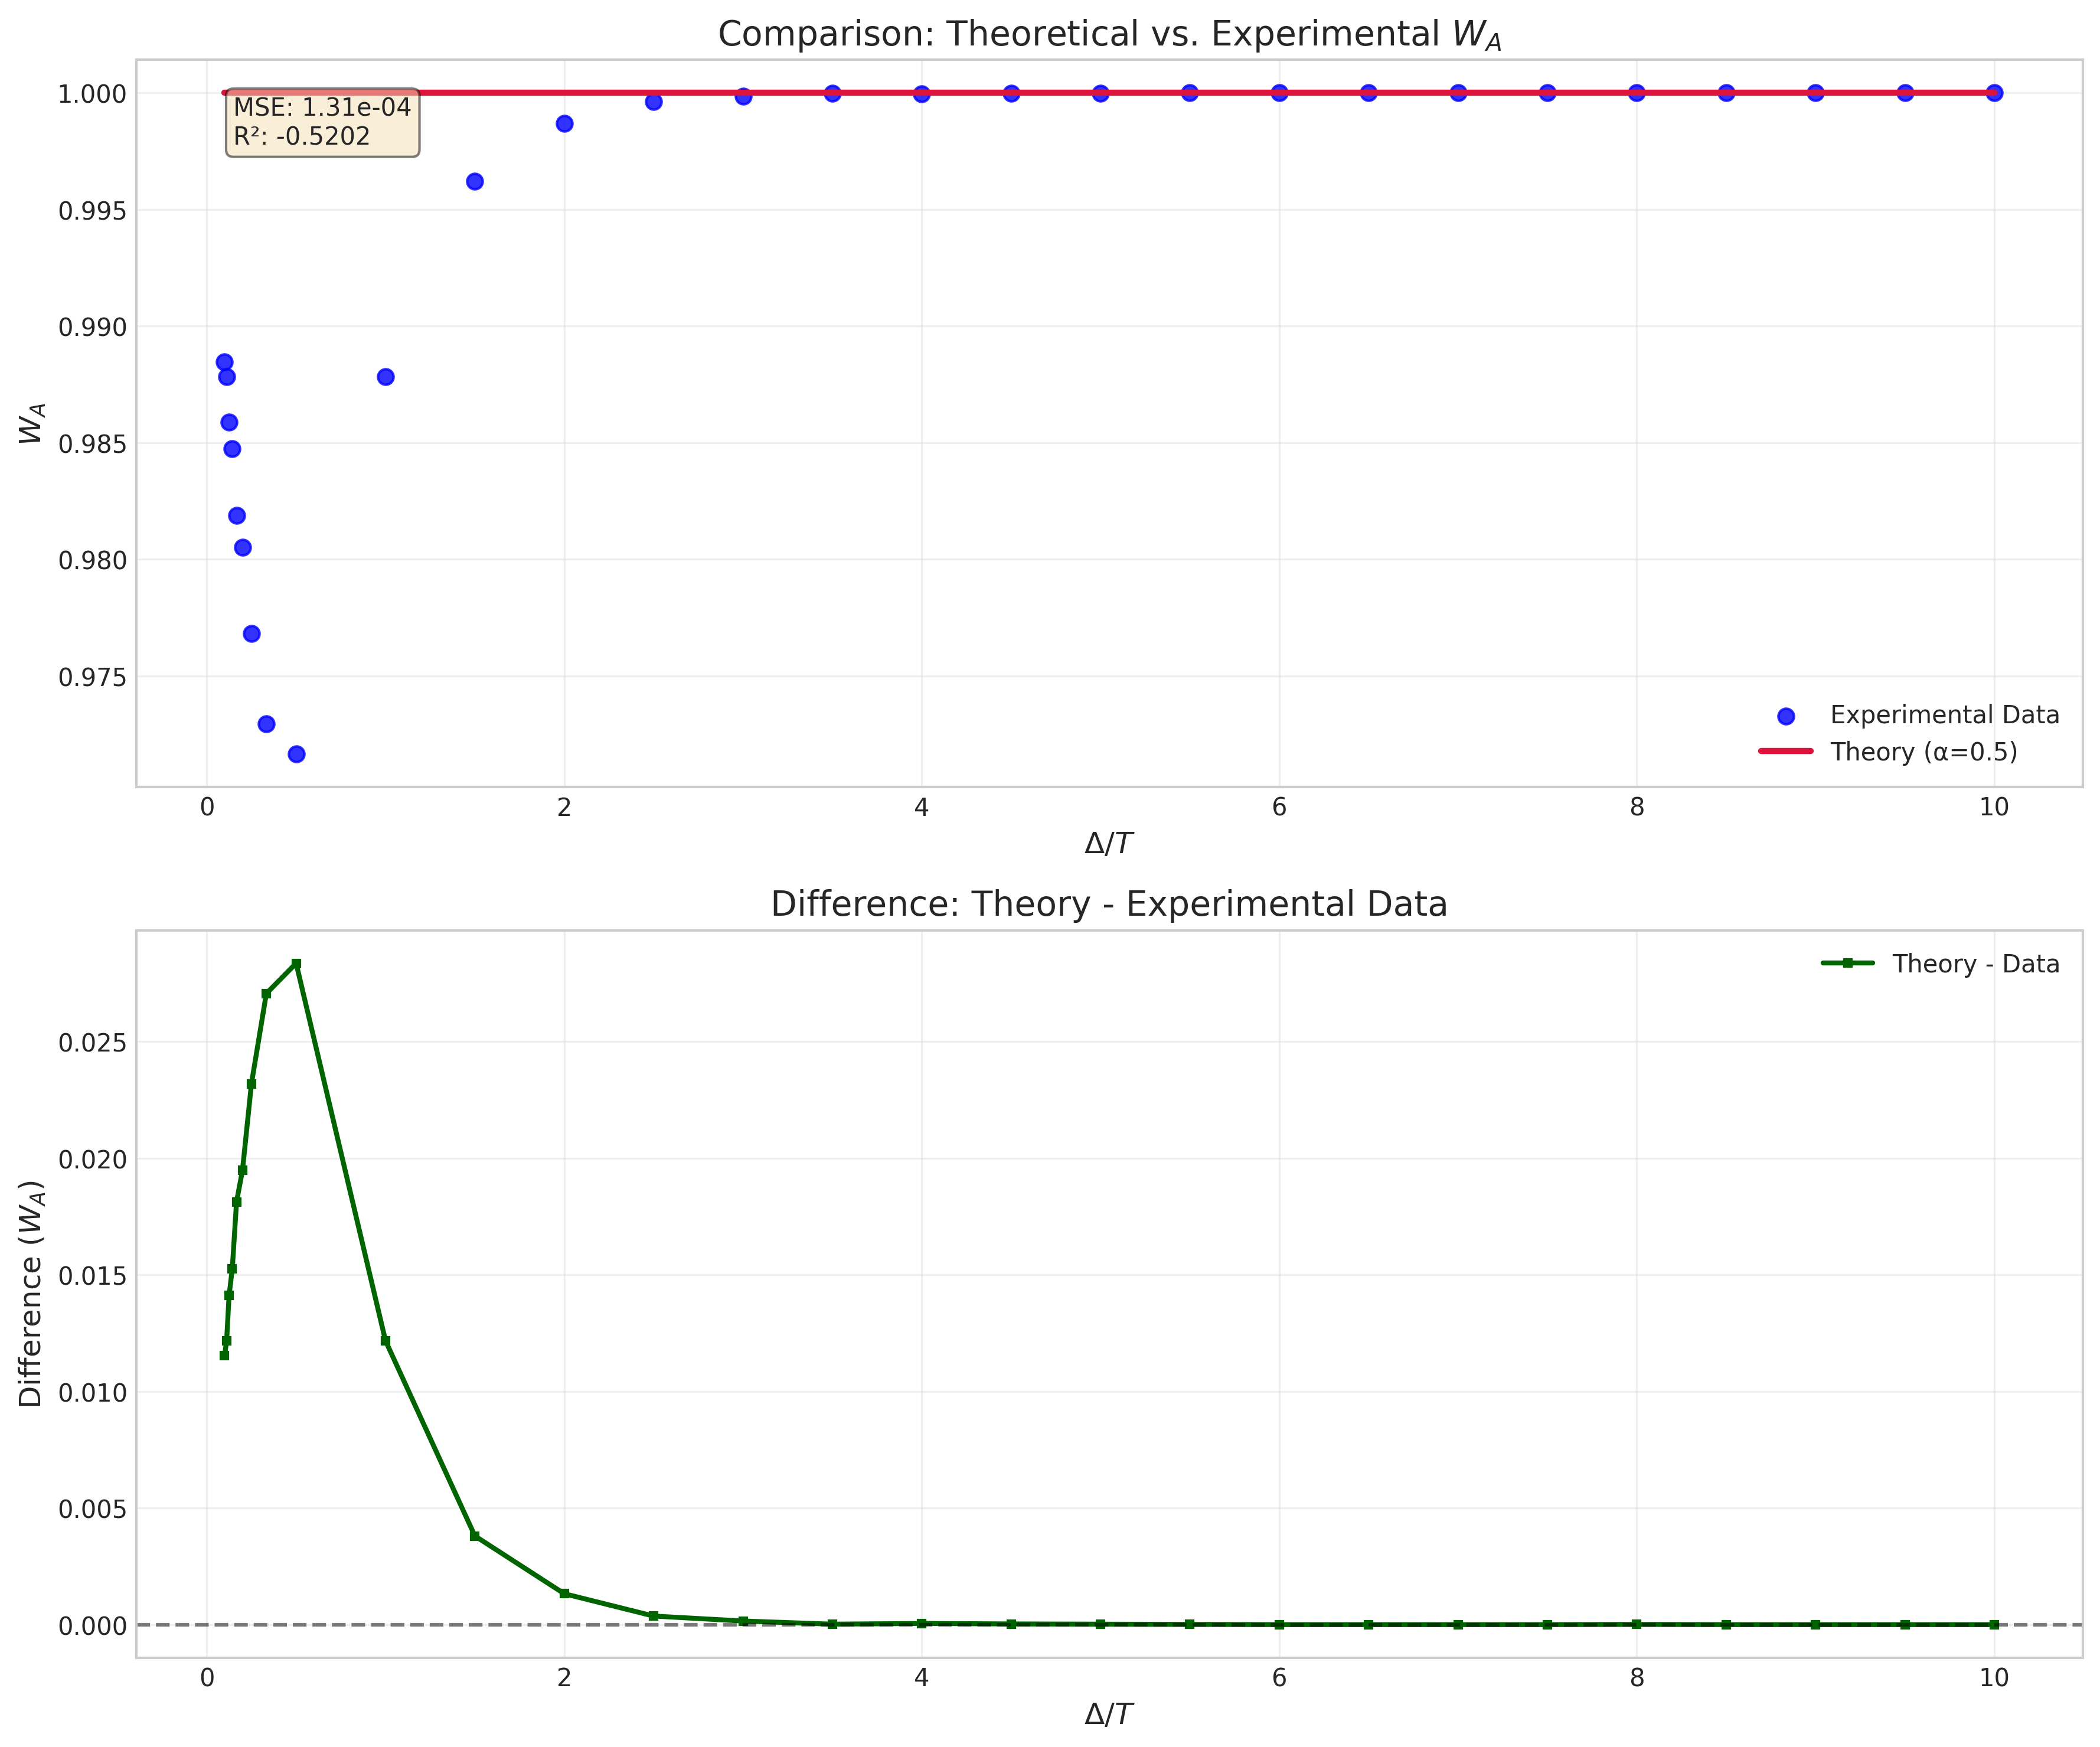 Comparison: Theoretical vs. Experimental W_A
1.000
0.995
0.990
0.985
0.980
0.975
W_A
MSE: 1.31e-04
R²: -0.5202
Experimental Data
Theory (α=0.5)
0 2 4 6 8 10
Δ/T
Difference: Theory - Experimental Data
Theory - Data
0.025
0.020
0.015
0.010
0.005
0.000
Difference (W_A)
0 2 4 6 8 10
Δ/T